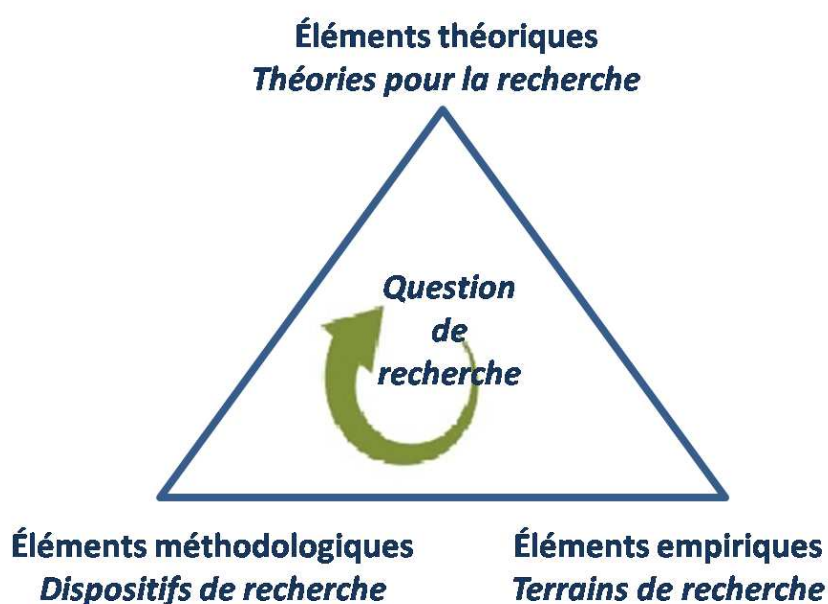 Éléments théoriques
Théories pour la recherche
Question
de
recherche
Éléments méthodologiques
Dispositifs de recherche
Éléments empiriques
Terrains de recherche